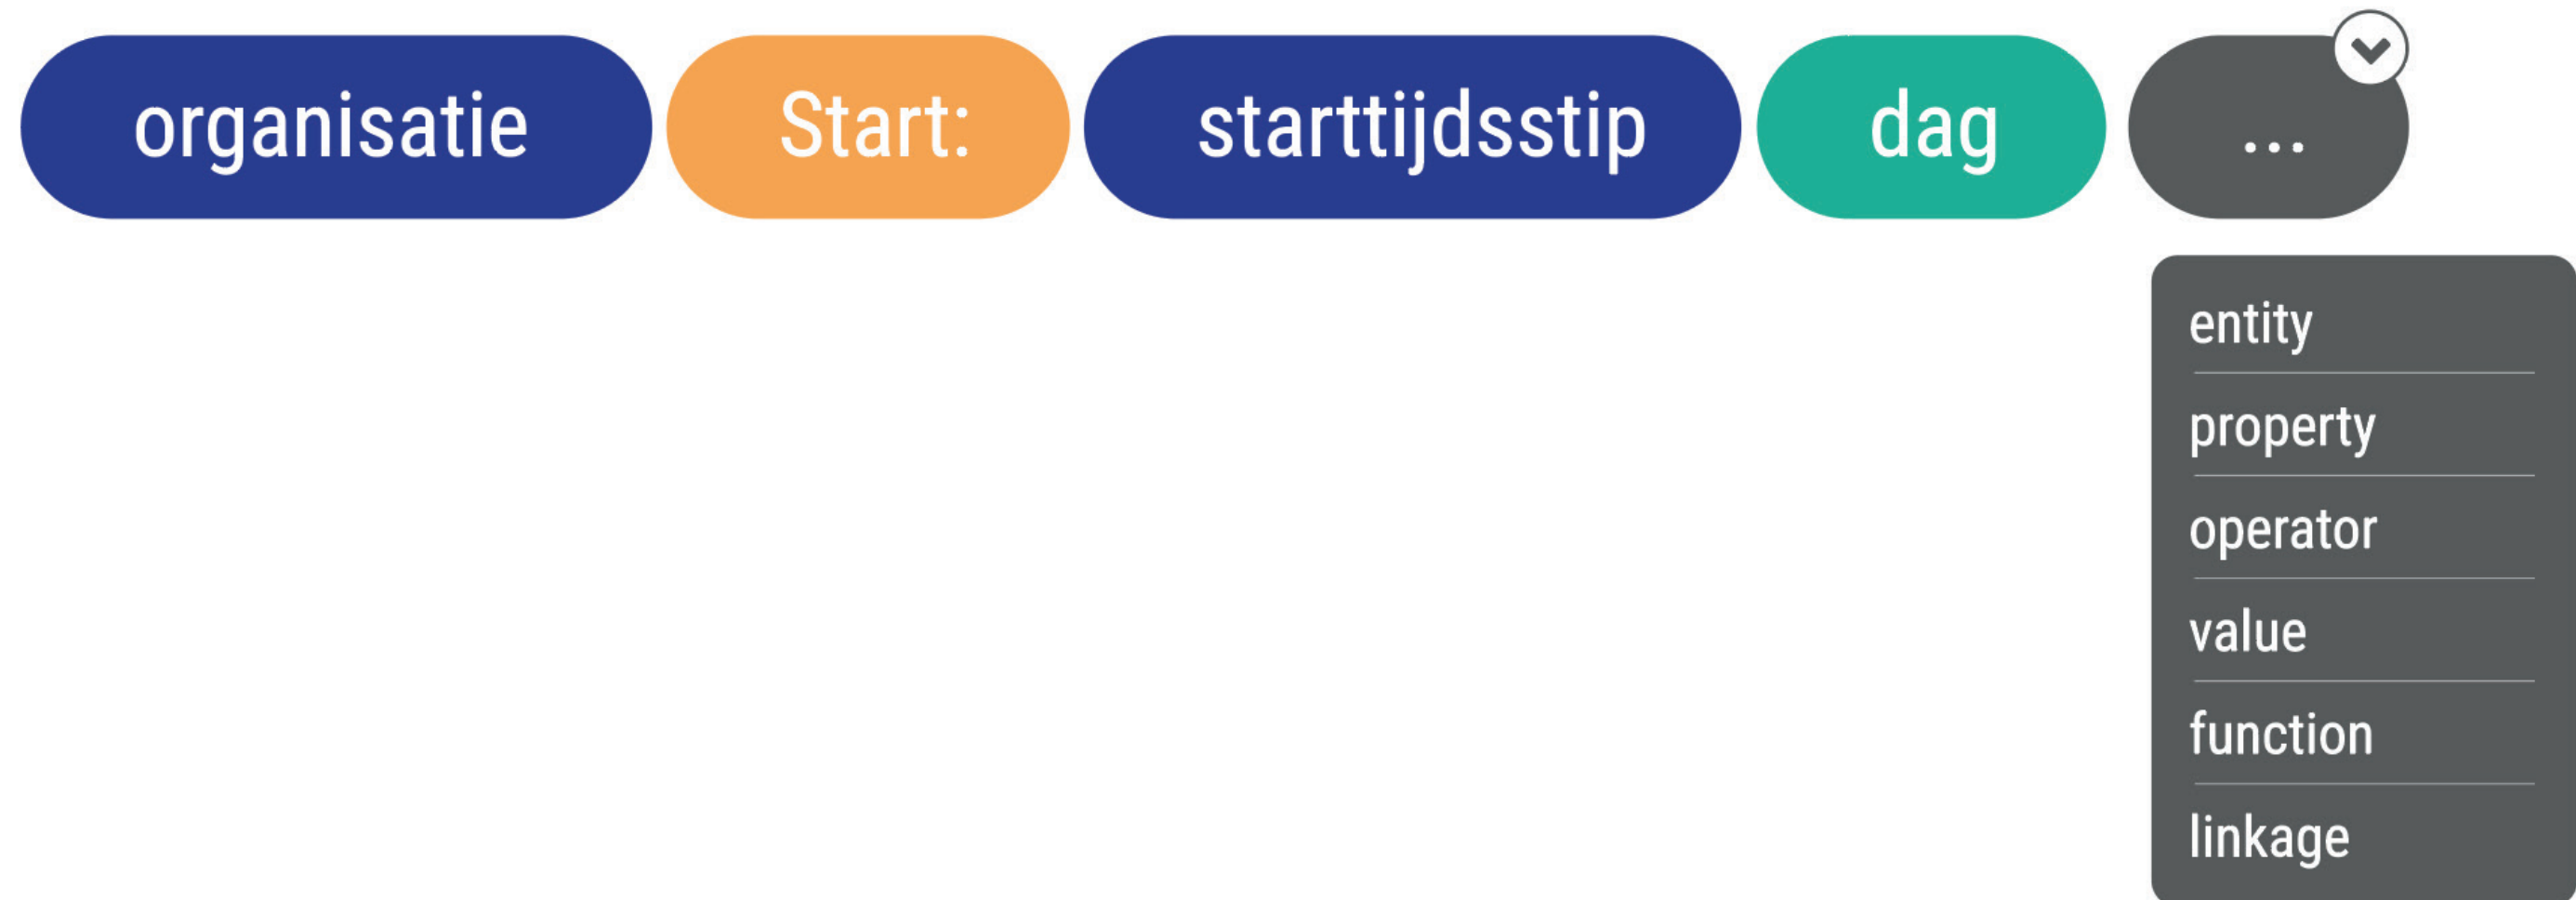 organisatie Start: starttijdsstip dag ...
entity
property
operator
value
function
linkage